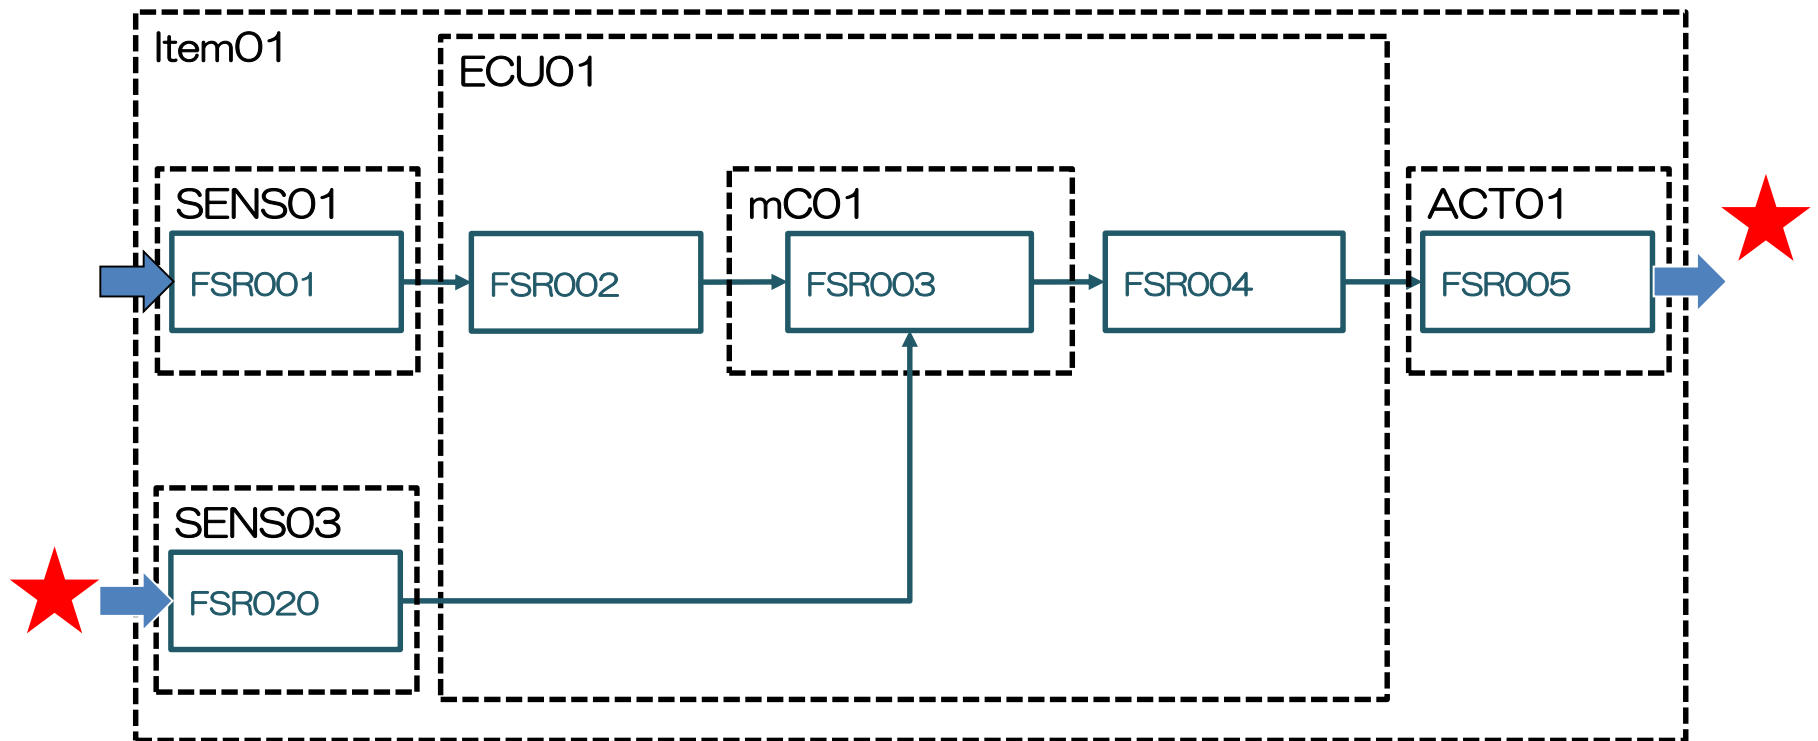 Item01
ECU01
SENS01
mC01
ACT01
FSR001
FSR002
FSR003
FSR004
FSR005
SENS03
FSR020